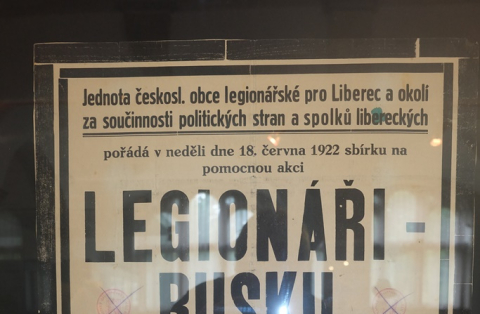 Jednota českosl. obce legionářské pro Liberec a okolí
za součinnosti politických stran a spolků libereckých
pořádá v neděli dne 18. června 1922 sbírku na
pomocnou akci
LEGIONÁŘI -
RUSKU